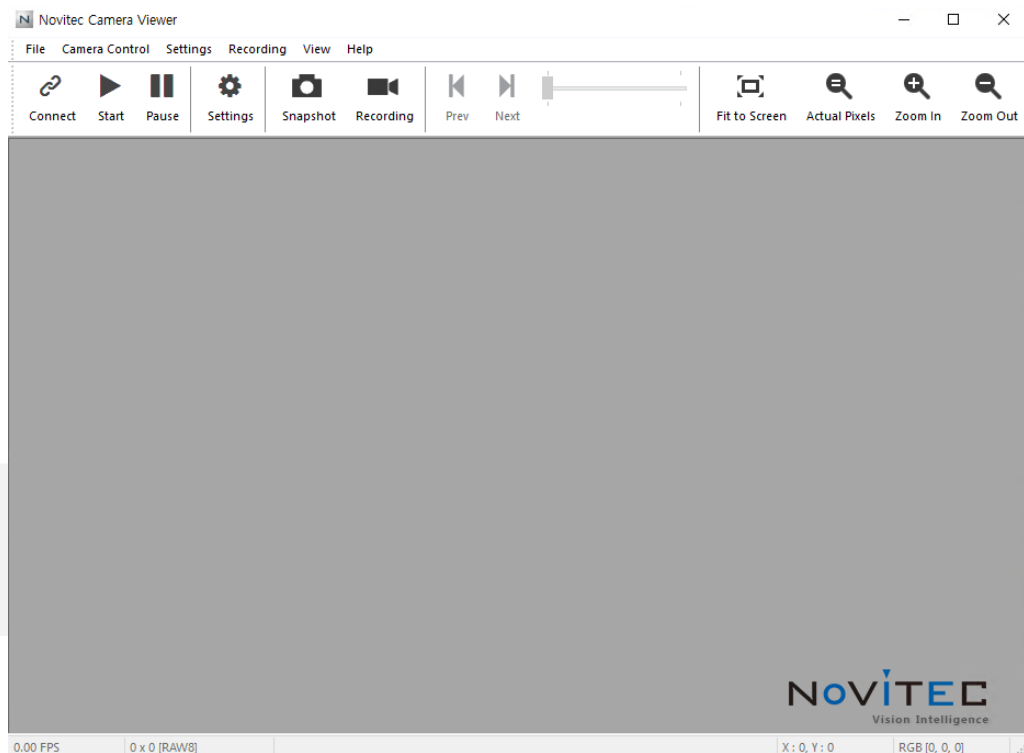 N Novitec Camera Viewer
File Camera Control Settings Recording View Help
Connect Start Pause Settings Snapshot Recording Prev Next Fit to Screen Actual Pixels Zoom In Zoom Out
NOVITEC
Vision Intelligence
0.00 FPS 0 x 0 [RAW8] X : 0, Y : 0 RGB [0, 0, 0]